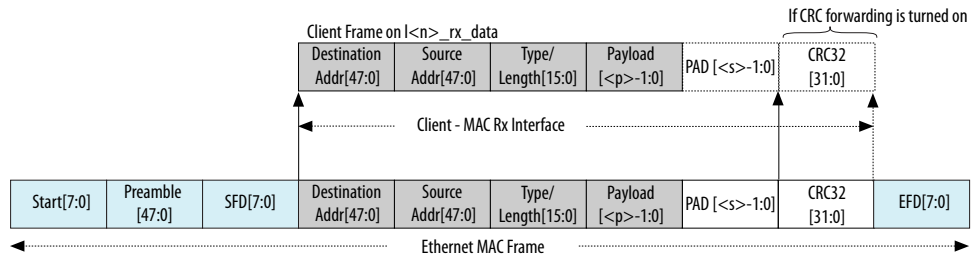 If CRC forwarding is turned on
Client Frame on l<n>_rx_data
Destination Addr[47:0]
Source Addr[47:0]
Type/ Length[15:0]
Payload [<p>-1:0]
PAD [<s>-1:0]
CRC32 [31:0]
Client - MAC Rx Interface
Start[7:0]
Preamble [47:0]
SFD[7:0]
Destination Addr[47:0]
Source Addr[47:0]
Type/ Length[15:0]
Payload [<p>-1:0]
PAD [<s>-1:0]
CRC32 [31:0]
EFD[7:0]
Ethernet MAC Frame